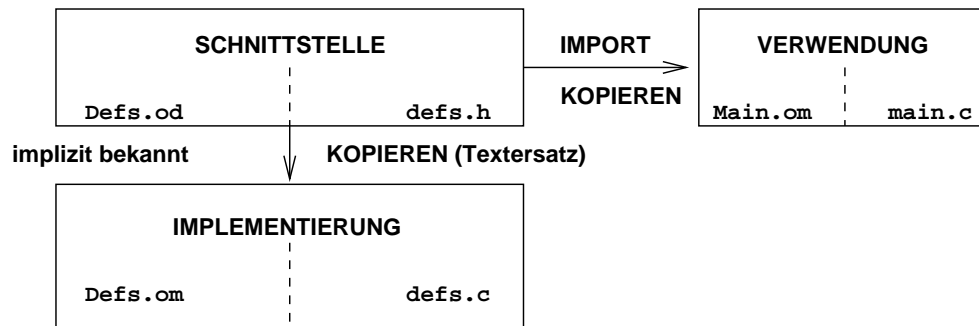 SCHNITTSTELLE
Defs.od defs.h
IMPORT
KOPIEREN
VERWENDUNG
Main.om main.c
implizit bekannt KOPIEREN (Textersatz)
IMPLEMENTIERUNG
Defs.om defs.c